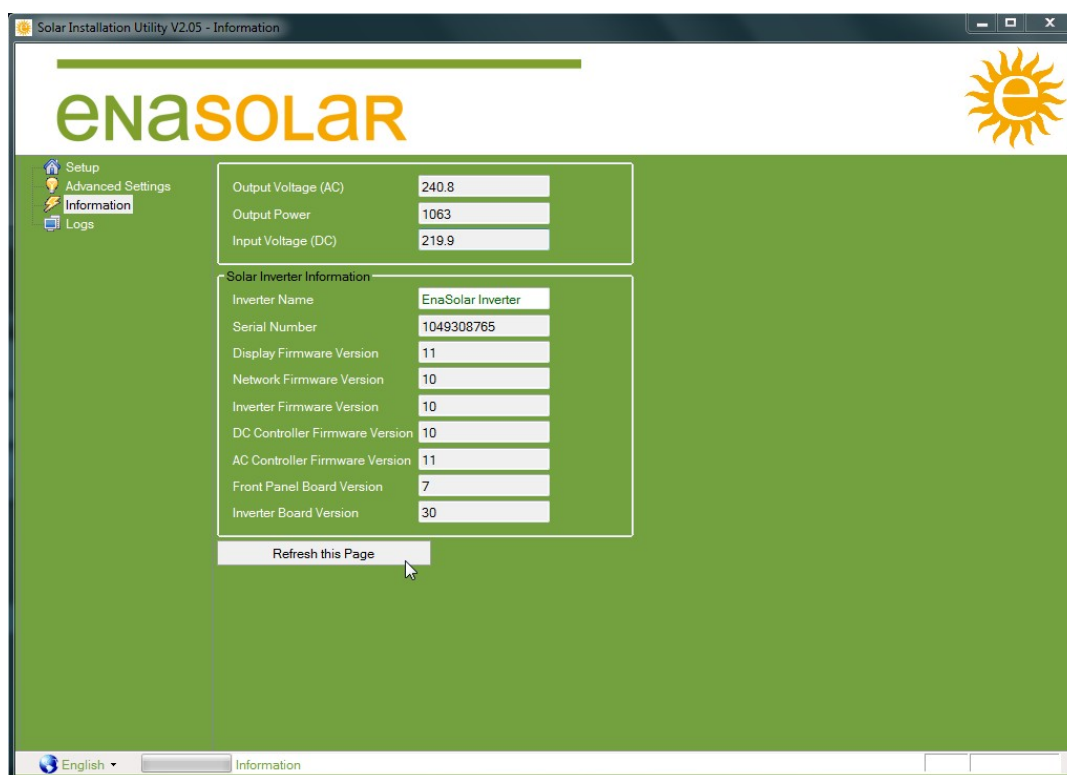 Solar Installation Utility V2.05 - Information
enasolar
Setup
Advanced Settings
Information
Logs
Output Voltage (AC) 240.8
Output Power 1063
Input Voltage (DC) 219.9
Solar Inverter Information
Inverter Name EnaSolar Inverter
Serial Number 1049308765
Display Firmware Version 11
Network Firmware Version 10
Inverter Firmware Version 10
DC Controller Firmware Version 10
AC Controller Firmware Version 11
Front Panel Board Version 7
Inverter Board Version 30
Refresh this Page
English Information